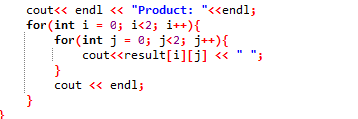 cout<< endl << "Product: "<<endl;
for(int i = 0; i<2; i++){
for(int j = 0; j<2; j++){
cout<<result[i][j] << " ";
}
cout << endl;
}
}